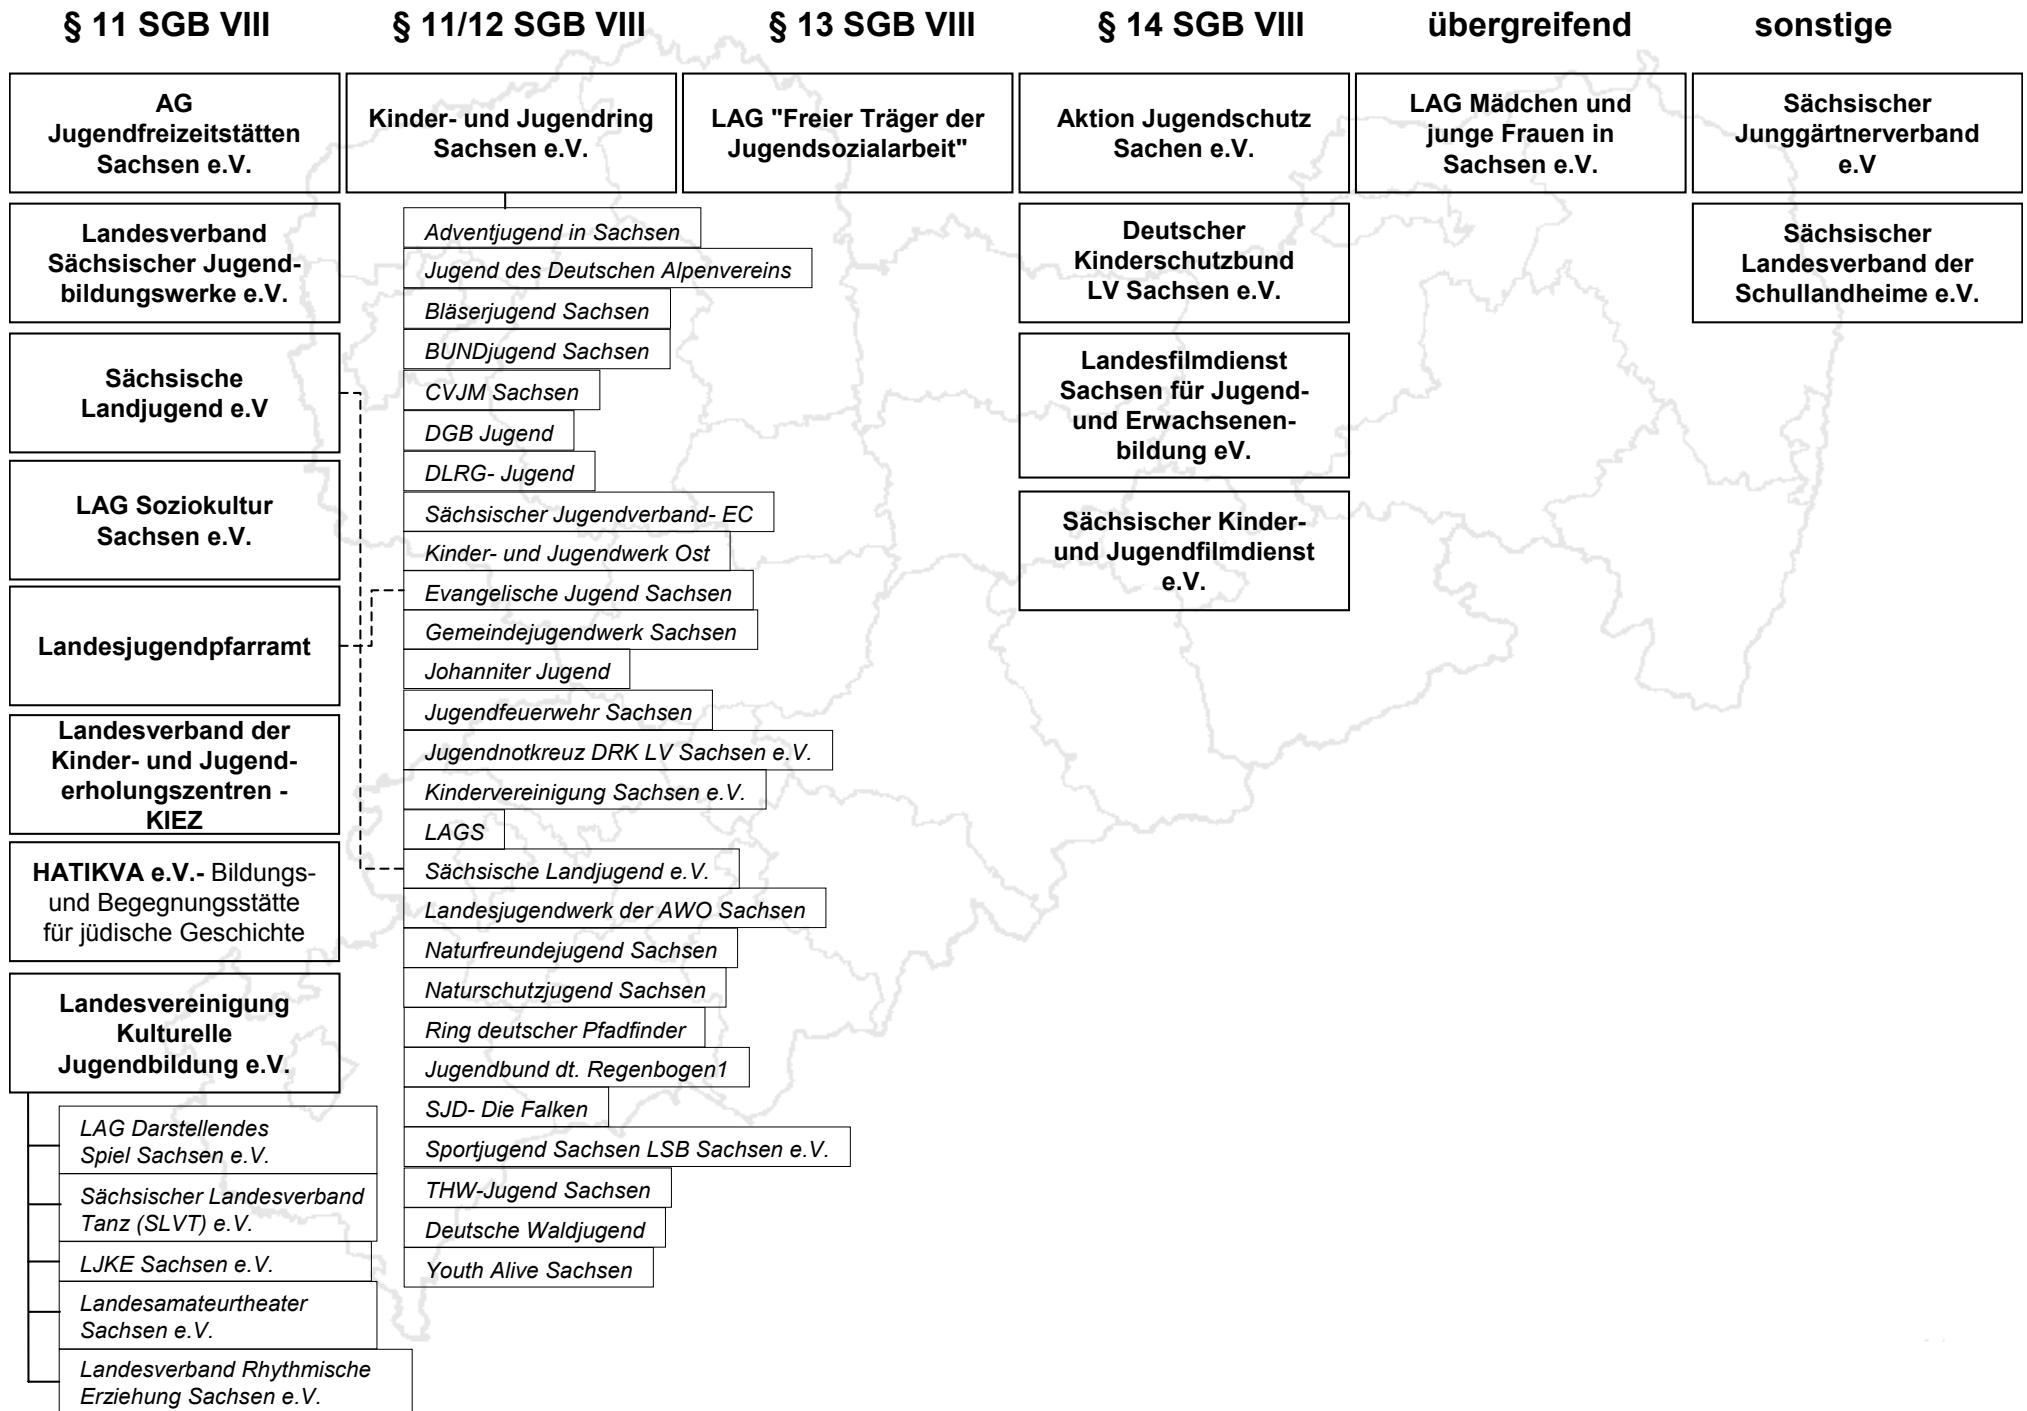 § 11 SGB VIII
§ 11/12 SGB VIII
§ 13 SGB VIII
§ 14 SGB VIII
übergreifend
sonstige
AG
Jugendfreizeitstätten
Sachsen e.V.
Landesverband
Sächsischer Jugend-
bildungswerke e.V.
Sächsische
Landjugend e.V
LAG Soziokultur
Sachsen e.V.
Landesjugendpfarramt
Landesverband der
Kinder- und Jugend-
erholungszentren -
KIEZ
HATIKVA e.V.- Bildungs-
und Begegnungsstätte
für jüdische Geschichte
Landesvereinigung
Kulturelle
Jugendbildung e.V.
LAG Darstellendes
Spiel Sachsen e.V.
Sächsischer Landesverband
Tanz (SLVT) e.V.
LJKE Sachsen e.V.
Landesamateurtheater
Sachsen e.V.
Landesverband Rhythmische
Erziehung Sachsen e.V.
Kinder- und Jugendring
Sachsen e.V.
Adventjugend in Sachsen
Jugend des Deutschen Alpenvereins
Bläserjugend Sachsen
BUNDjugend Sachsen
CVJM Sachsen
DGB Jugend
DLRG- Jugend
Sächsischer Jugendverband- EC
Kinder- und Jugendwerk Ost
Evangelische Jugend Sachsen
Gemeindejugendwerk Sachsen
Johanniter Jugend
Jugendfeuerwehr Sachsen
Jugendnotkreuz DRK LV Sachsen e.V.
Kindervereinigung Sachsen e.V.
LAGS
Sächsische Landjugend e.V.
Landesjugendwerk der AWO Sachsen
Naturfreundejugend Sachsen
Naturschutzjugend Sachsen
Ring deutscher Pfadfinder
Jugendbund dt. Regenbogen1
SJD- Die Falken
Sportjugend Sachsen LSB Sachsen e.V.
THW-Jugend Sachsen
Deutsche Waldjugend
Youth Alive Sachsen
LAG "Freier Träger der
Jugendsozialarbeit"
Aktion Jugendschutz
Sachen e.V.
Deutscher
Kinderschutzbund
LV Sachsen e.V.
Landesfilmdienst
Sachsen für Jugend-
und Erwachsenen-
bildung eV.
Sächsischer Kinder-
und Jugendfilmdienst
e.V.
LAG Mädchen und
junge Frauen in
Sachsen e.V.
Sächsischer
Junggärtnerverband
e.V
Sächsischer
Landesverband der
Schullandheime e.V.